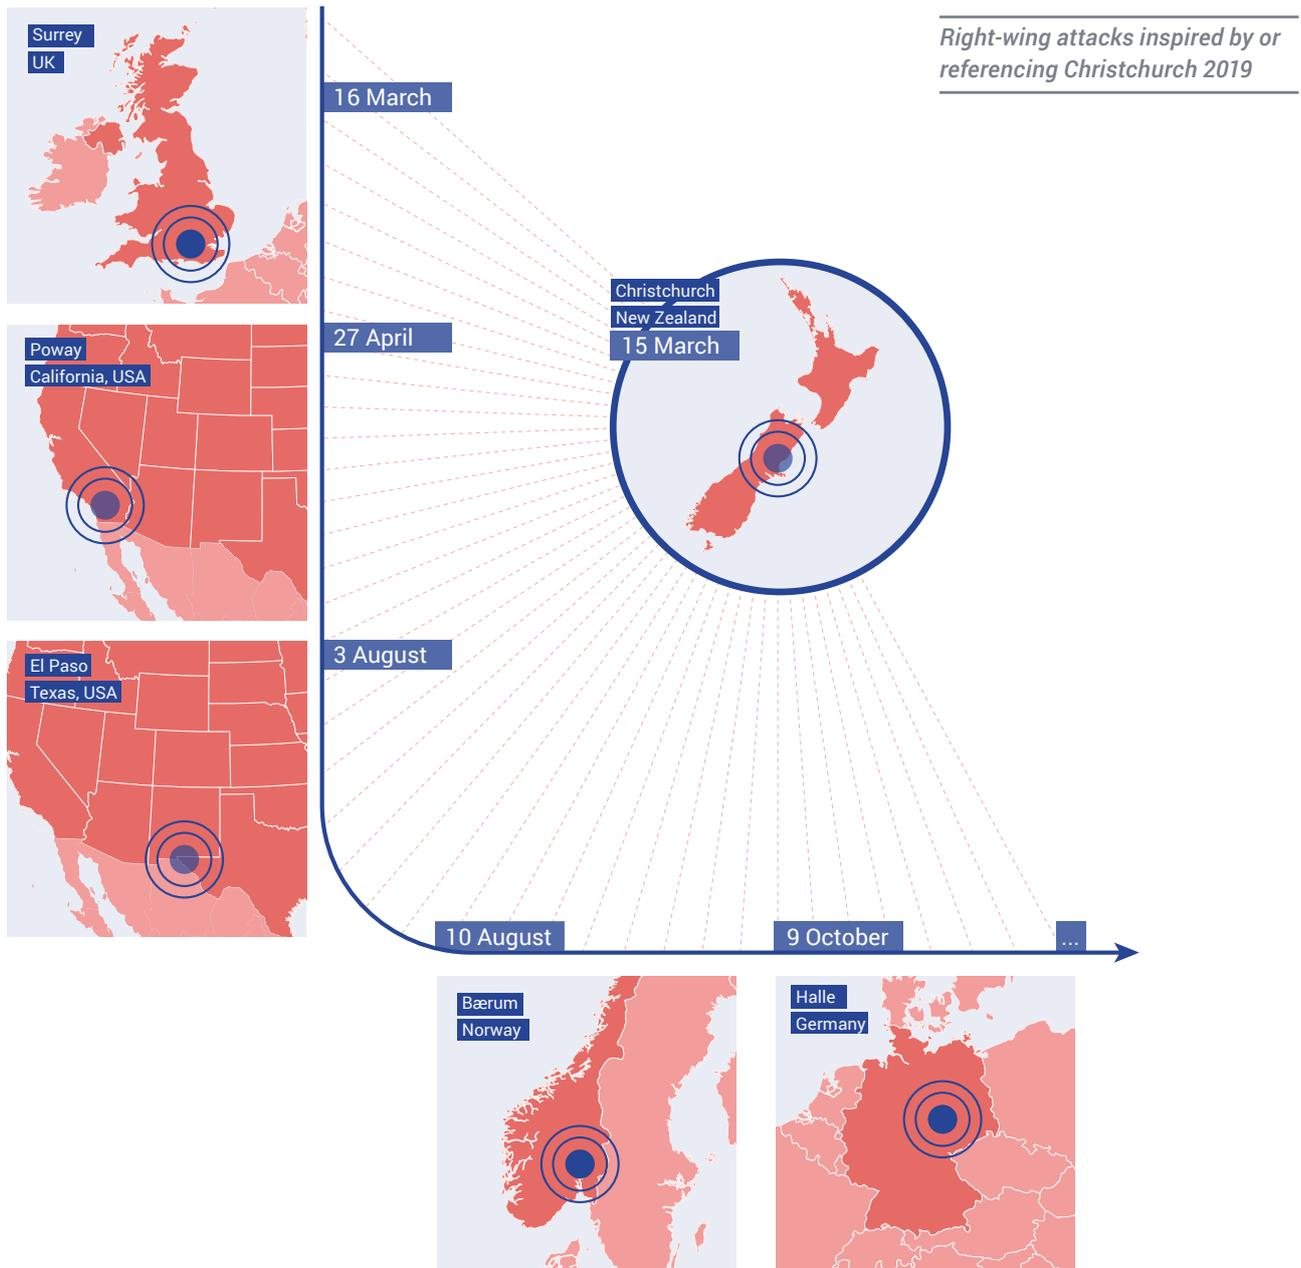 Right-wing attacks inspired by or
referencing Christchurch 2019
Surrey
UK
16 March
Christchurch
New Zealand
15 March
27 April
Poway
California, USA
3 August
El Paso
Texas, USA
10 August
9 October
...
Bærum
Norway
Halle
Germany